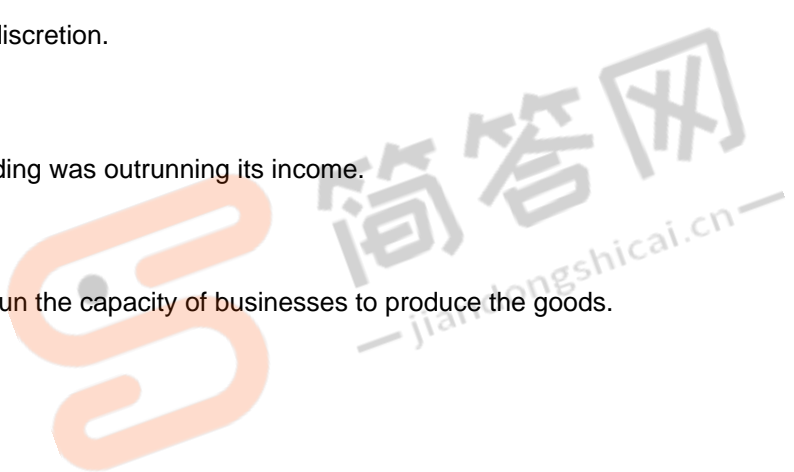 discretion.
ding was outrunning its income.
un the capacity of businesses to produce the goods.
简答网
jiandongshicai.cn